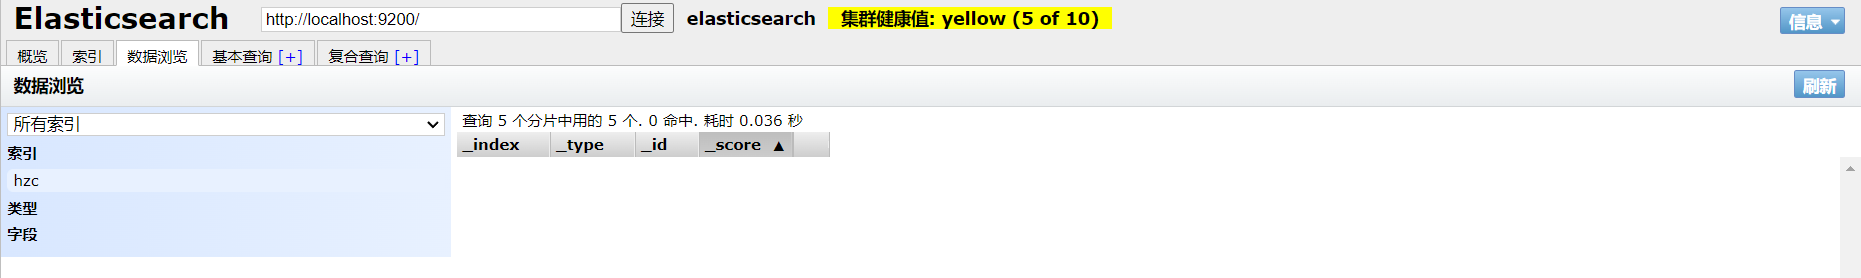 Elasticsearch http://localhost:9200/ 连接 elasticsearch 集群健康值: yellow (5 of 10) 信息
概览 索引 数据浏览 基本查询 [+] 复合查询 [+]
数据浏览 刷新
所有索引
查询 5 个分片中用的 5 个. 0 命中. 耗时 0.036 秒
_index _type _id _score ▲
索引
hzc
类型
字段